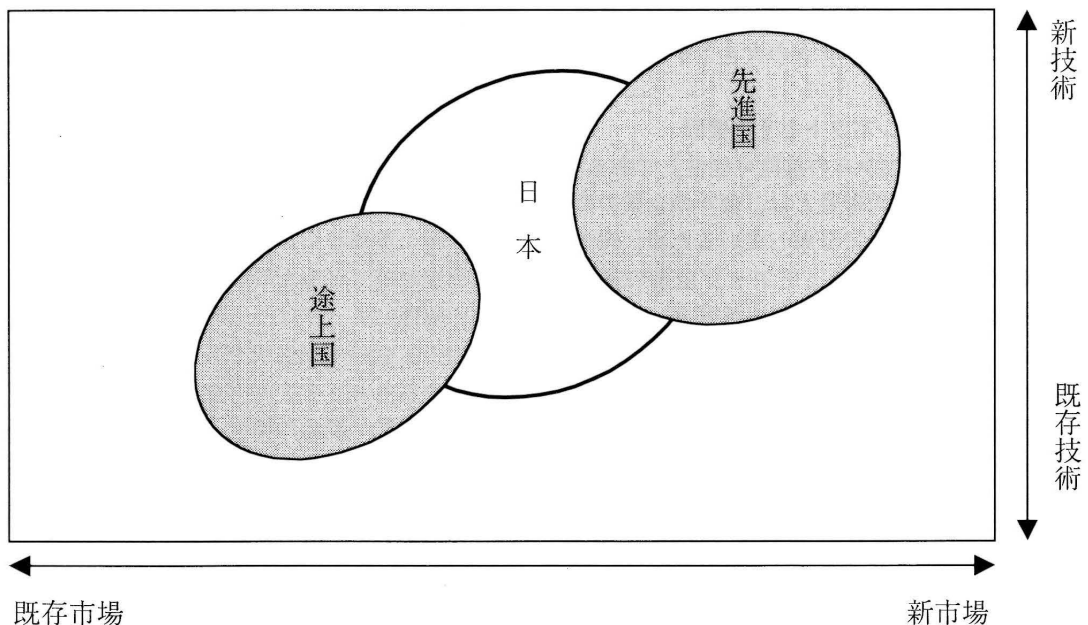 新技術
先進国
日本
途上国
既存技術
既存市場
新市場